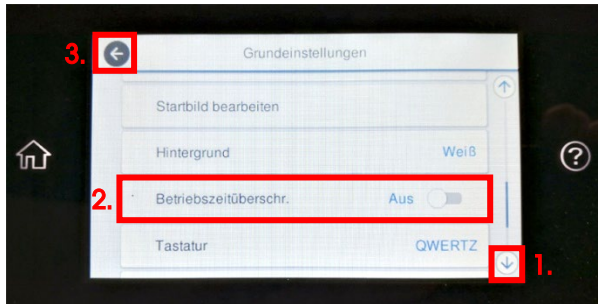 3.
Grundeinstellungen
Startbild bearbeiten
Hintergrund Weiß
2.
Betriebszeitüberschr. Aus
Tastatur QWERTZ
1.